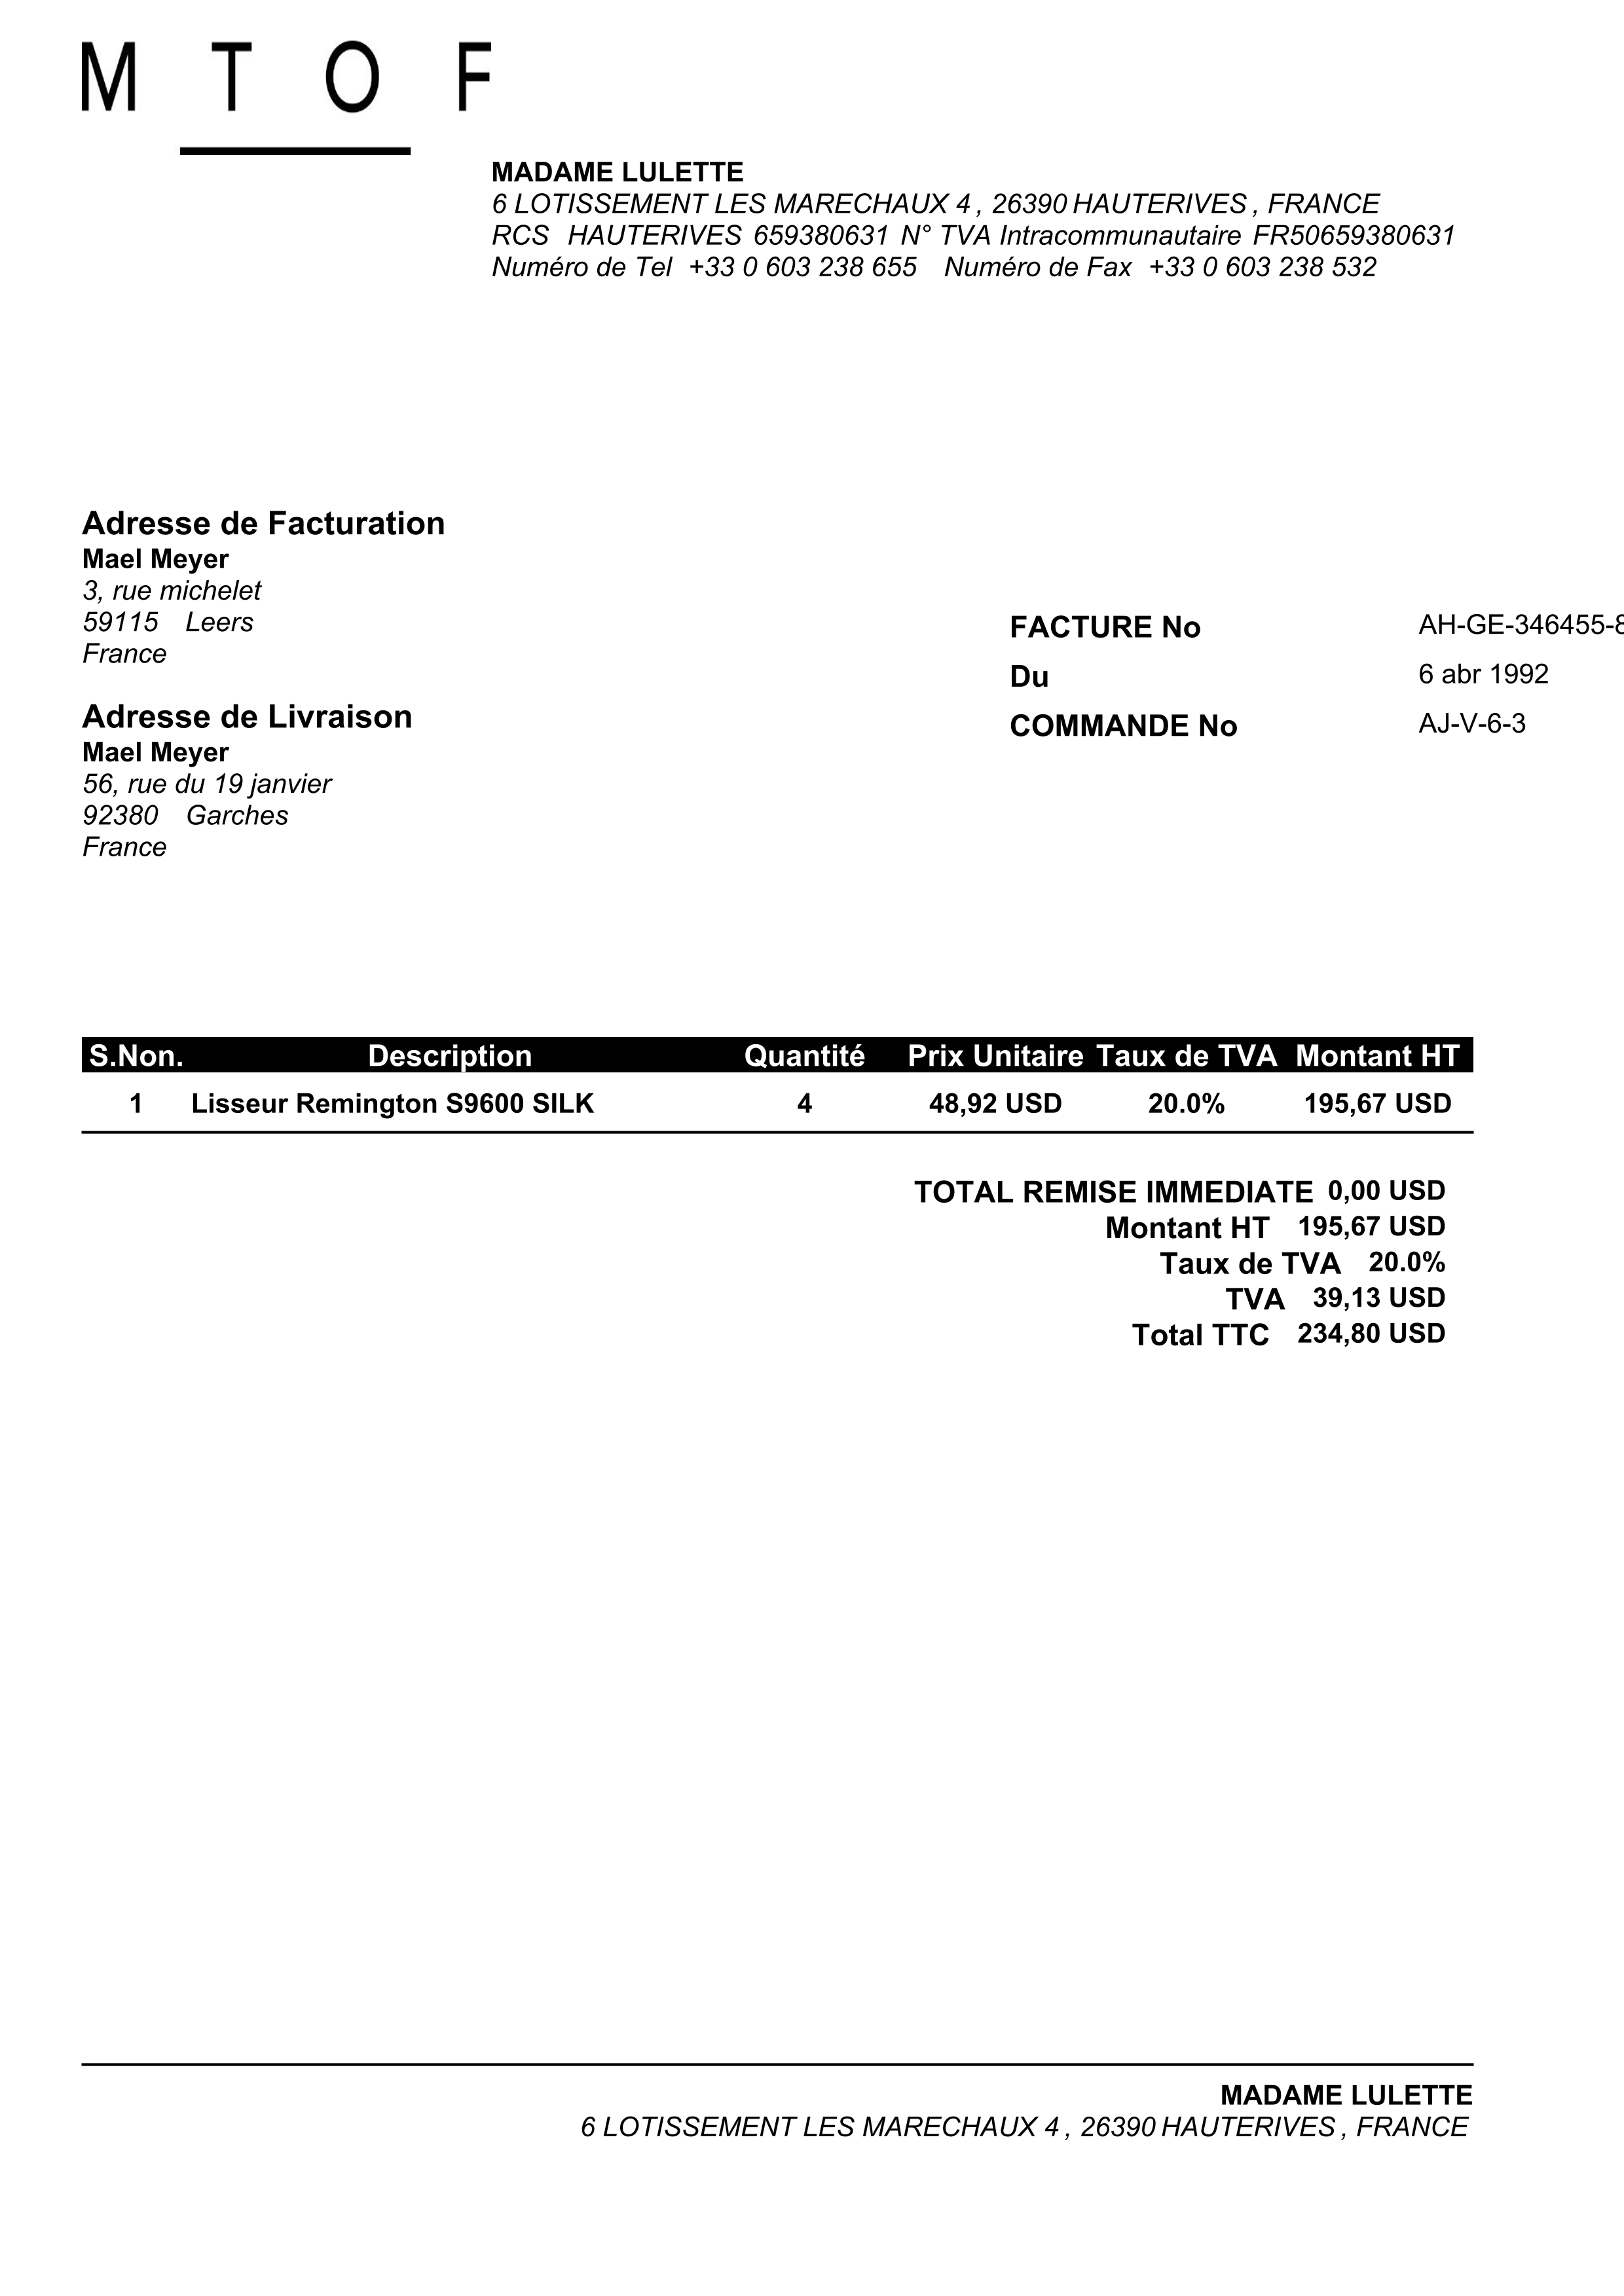 M T O F
MADAME LULETTE
6 LOTISSEMENT LES MARECHAUX 4 , 26390 HAUTERIVES , FRANCE
RCS HAUTERIVES 659380631 N° TVA Intracommunautaire FR50659380631
Numéro de Tel +33 0 603 238 655 Numéro de Fax +33 0 603 238 532
Adresse de Facturation
Mael Meyer
3, rue michelet
59115 Leers
France
FACTURE No AH-GE-346455-8
Du 6 abr 1992
COMMANDE No AJ-V-6-3
Adresse de Livraison
Mael Meyer
56, rue du 19 janvier
92380 Garches
France
S.Non. Description Quantité Prix Unitaire Taux de TVA Montant HT
1 Lisseur Remington S9600 SILK 4 48,92 USD 20.0% 195,67 USD
TOTAL REMISE IMMEDIATE 0,00 USD
Montant HT 195,67 USD
Taux de TVA 20.0%
TVA 39,13 USD
Total TTC 234,80 USD
MADAME LULETTE
6 LOTISSEMENT LES MARECHAUX 4 , 26390 HAUTERIVES , FRANCE